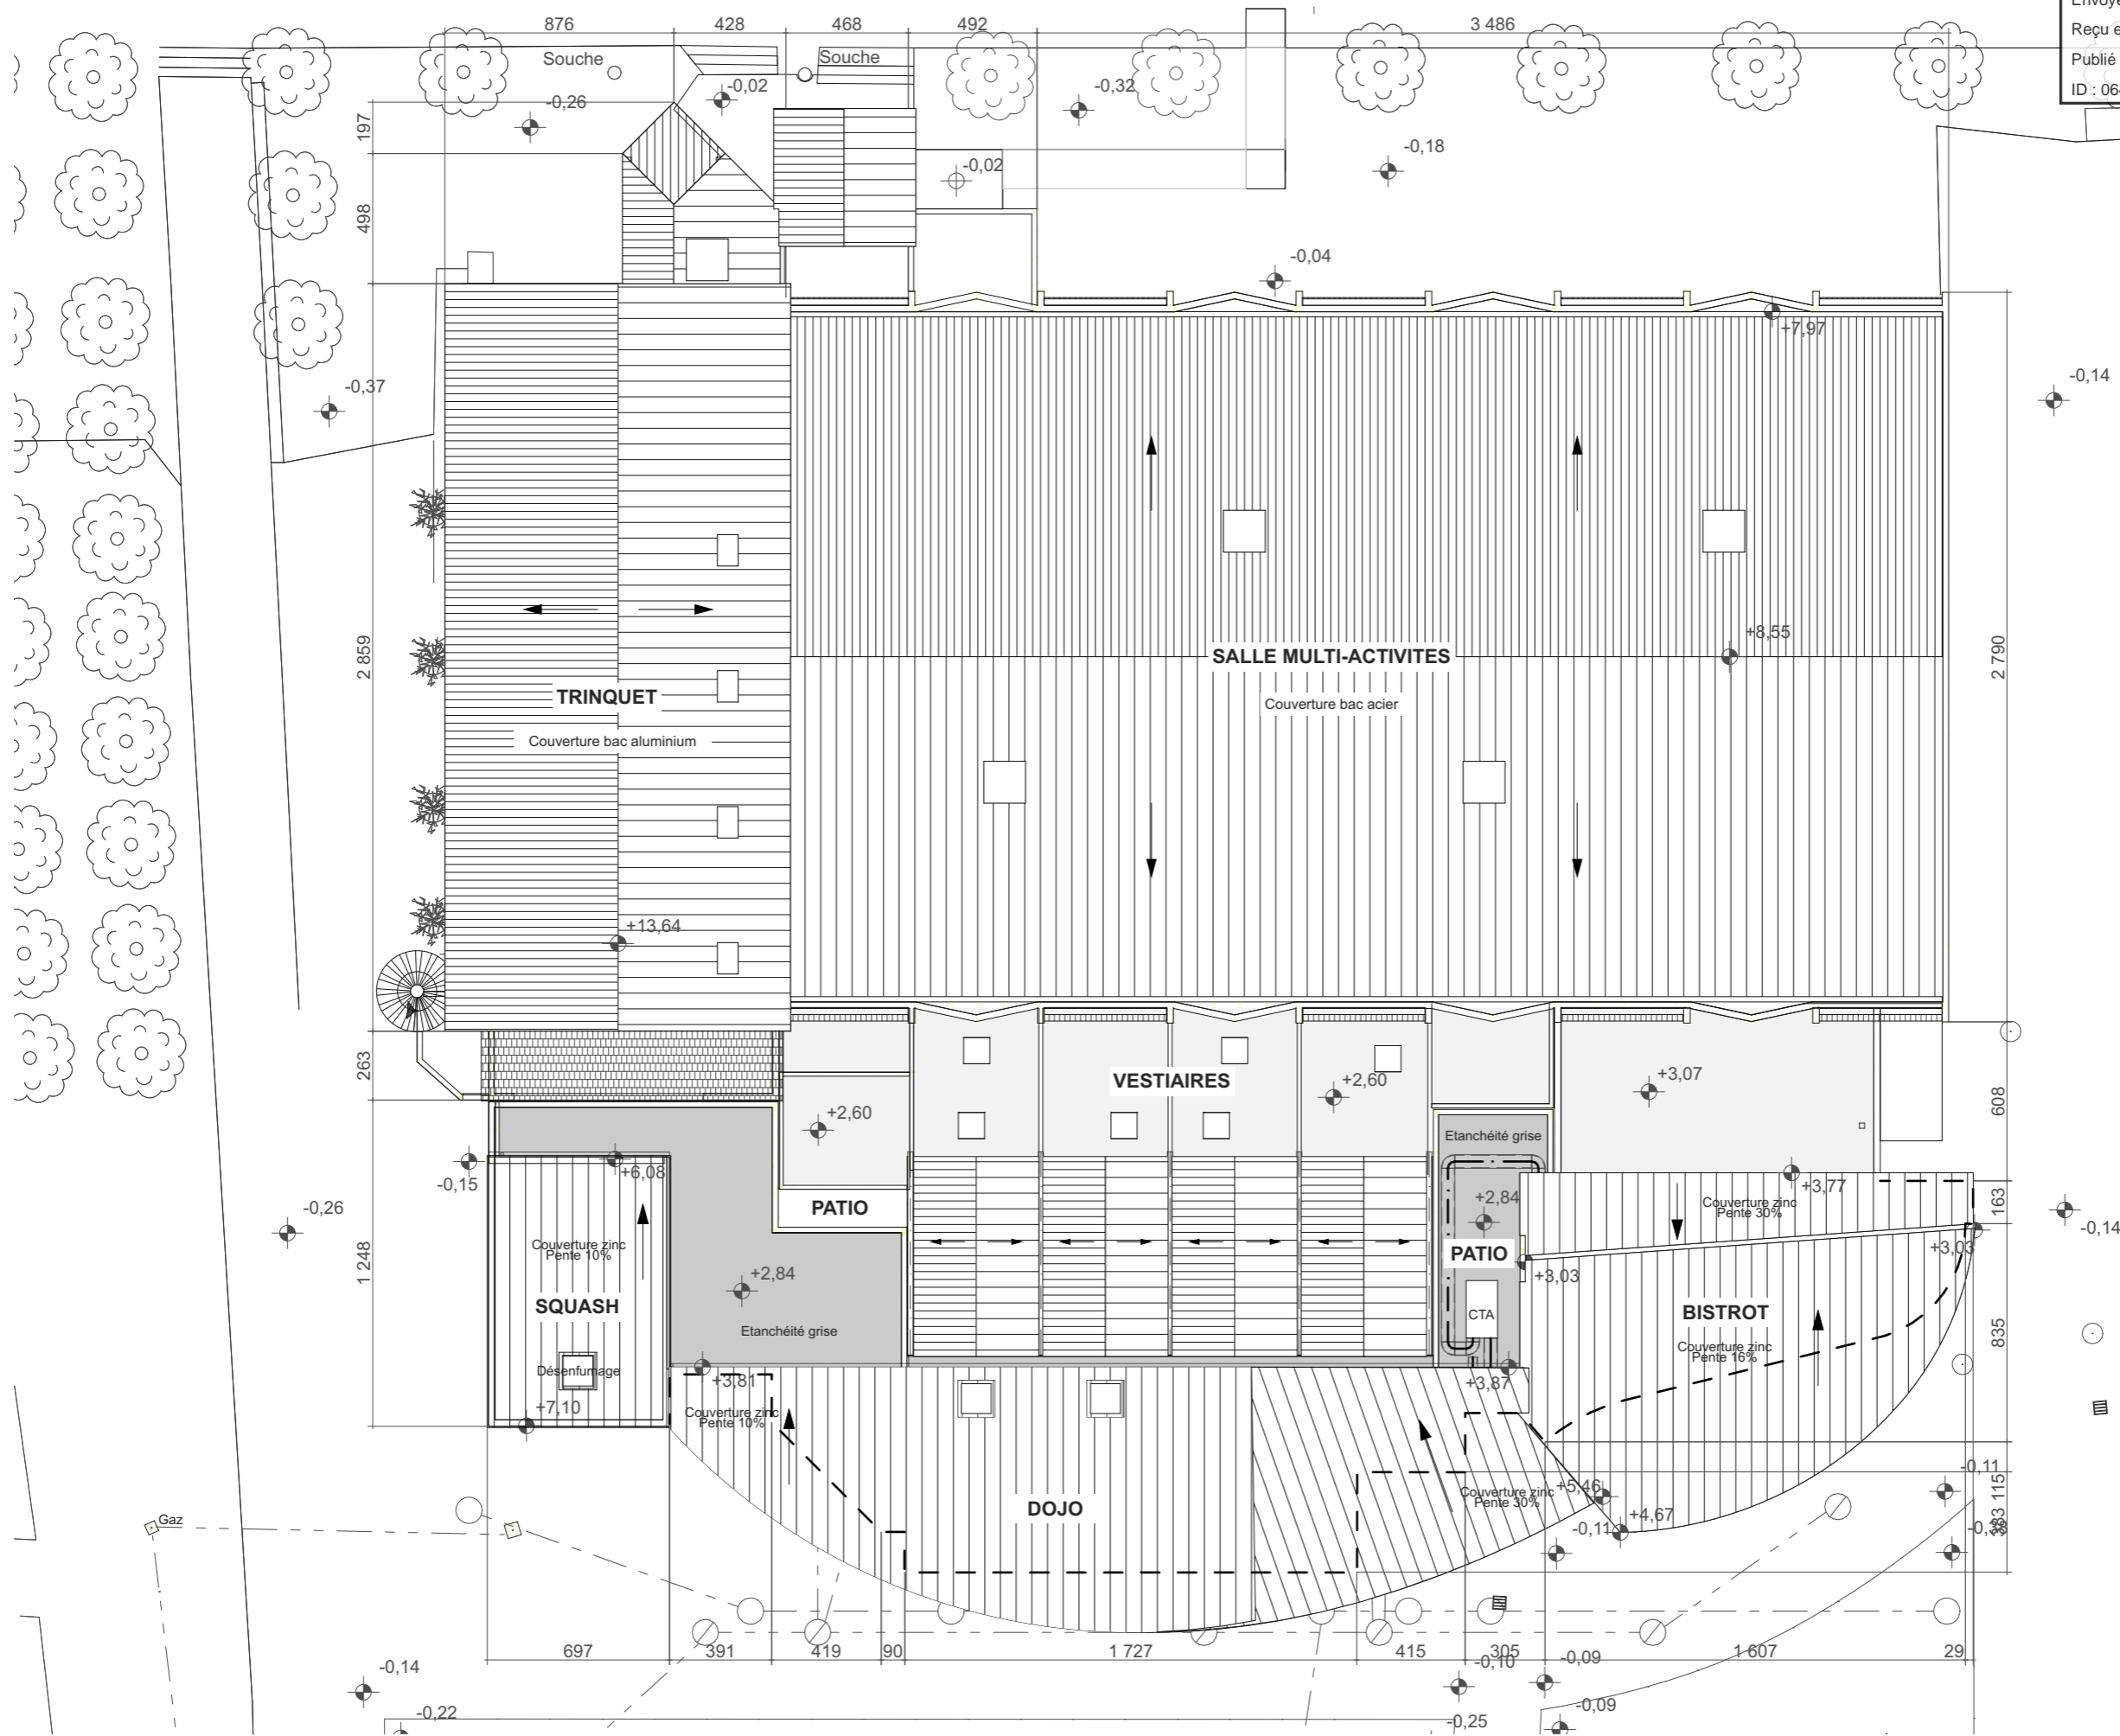 876
428
468
492
3 486
Reçu e
Publié
ID : 06
Souche
Souche
-0,26
-0,02
-0,32
-0,18
-0,02
197
498
-0,04
+7,97
-0,37
-0,14
2 859
2 790
+8,55
SALLE MULTI-ACTIVITES
Couverture bac acier
TRINQUET
Couverture bac aluminium
+13,64
263
VESTIAIRES
+2,60
+2,60
+3,07
608
Etanchéité grise
+6,08
-0,15
-0,26
PATIO
+2,84
+3,77
Couverture zinc
Pente 30%
163
-0,14
Couverture zinc
Pente 10%
PATIO
+3,03
+3,03
1 248
+2,84
SQUASH
CTA
BISTROT
Etanchéité grise
Couverture zinc
Pente 16%
835
Désenfumage
+3,81
+3,87
+7,10
Couverture zinc
Pente 10%
DOJO
Couverture zinc
Pente 30%
+5,46
+4,67
-0,11
-0,11
115
Gaz
697
391
419
90
1 727
415
305
1 607
29
-0,14
-0,10
-0,09
-0,22
-0,25
-0,09